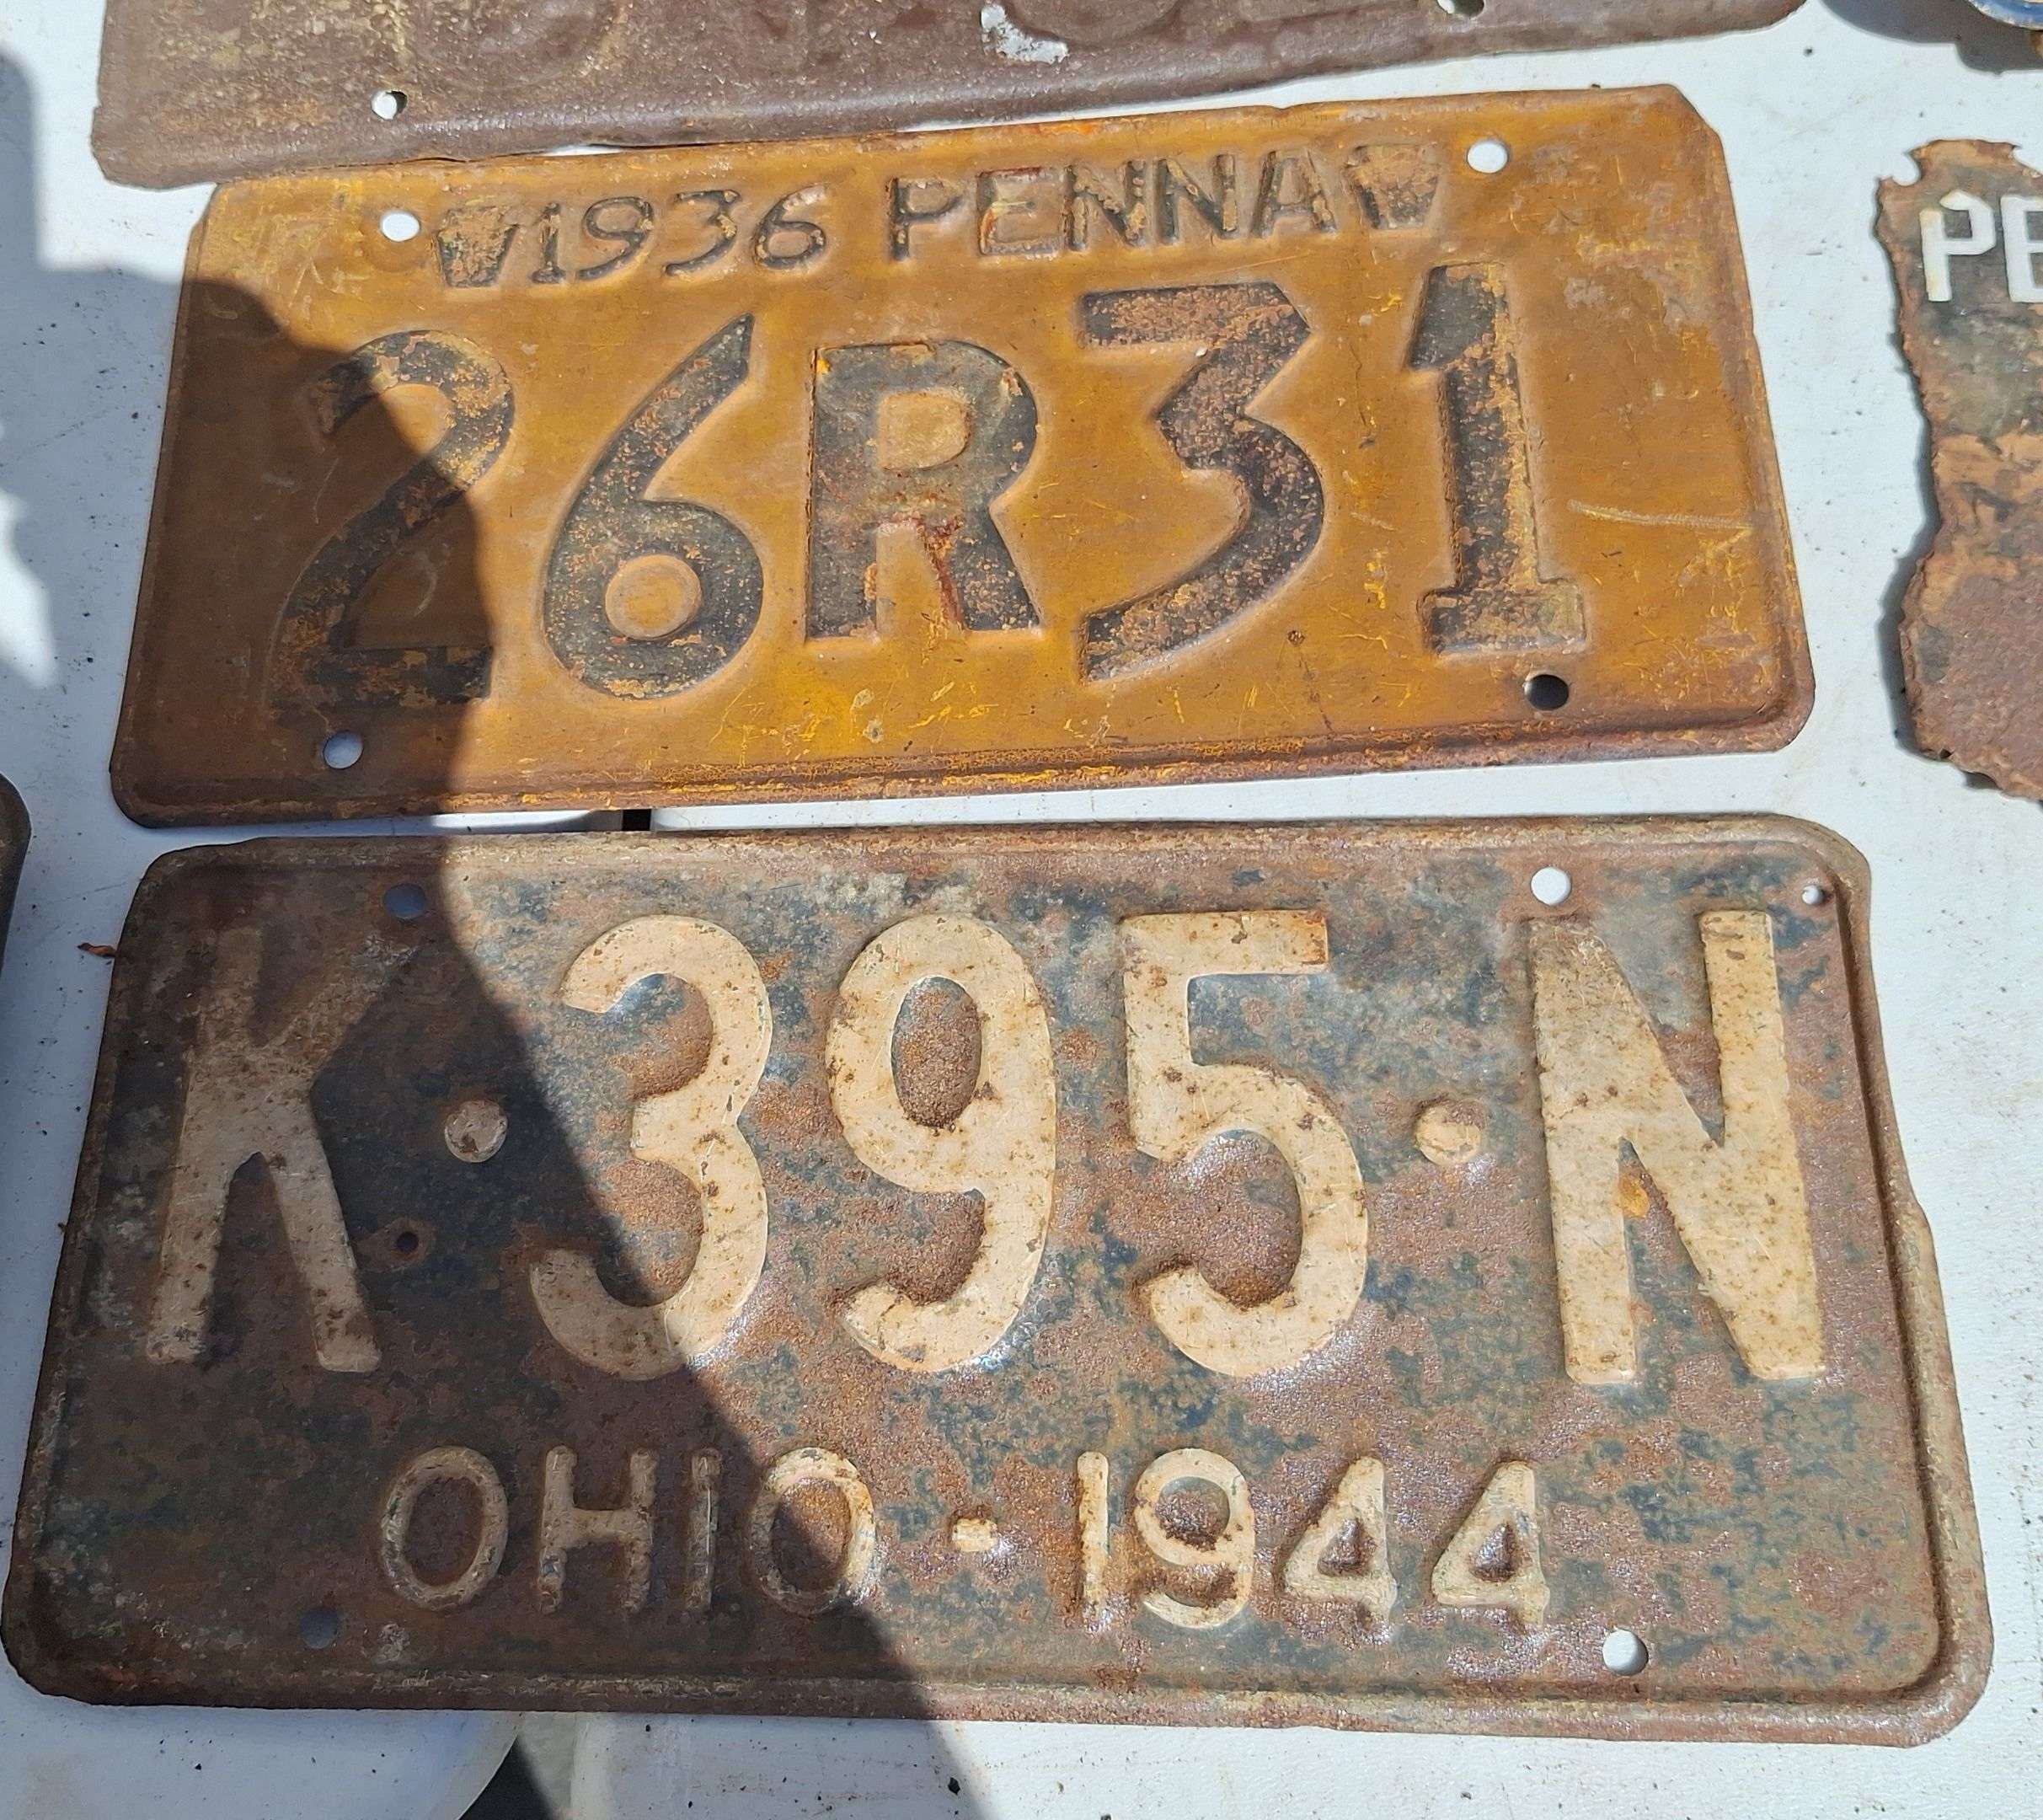 1936 PENNA
26R31
PE
K·395·N
OHIO-1944